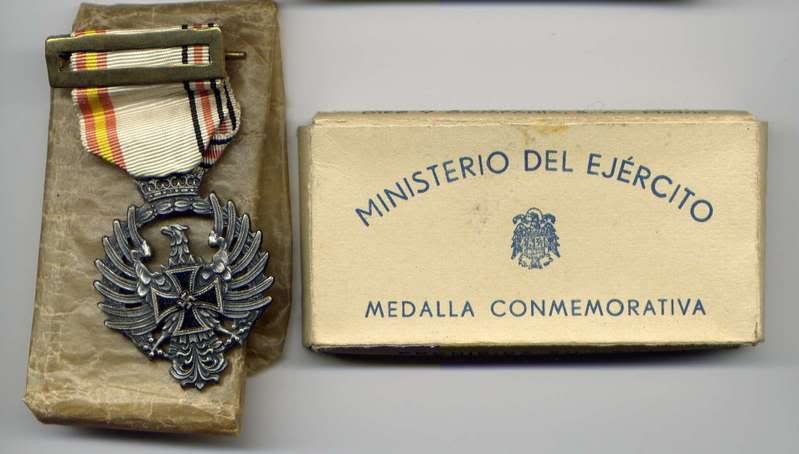 MINISTERIO DEL EJÉRCITO
MEDALLA CONMEMORATIVA